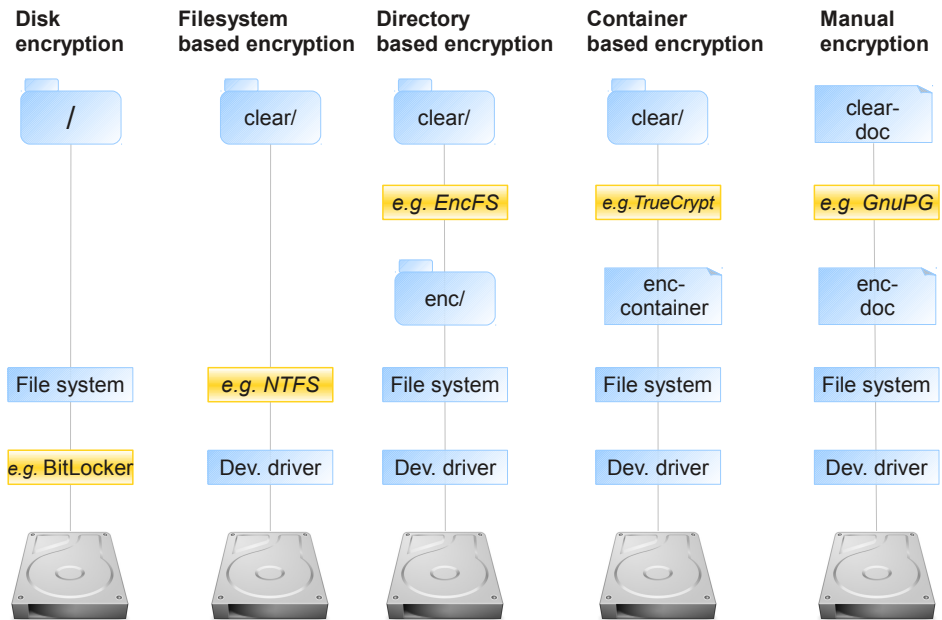 Disk
encryption
Filesystem
based encryption
Directory
based encryption
Container
based encryption
Manual
encryption
/
clear/
clear/
clear/
clear-
doc
e.g. EncFS
e.g.TrueCrypt
e.g. GnuPG
enc/
enc-
container
enc-
doc
File system
e.g. NTFS
File system
File system
File system
e.g. BitLocker
Dev. driver
Dev. driver
Dev. driver
Dev. driver